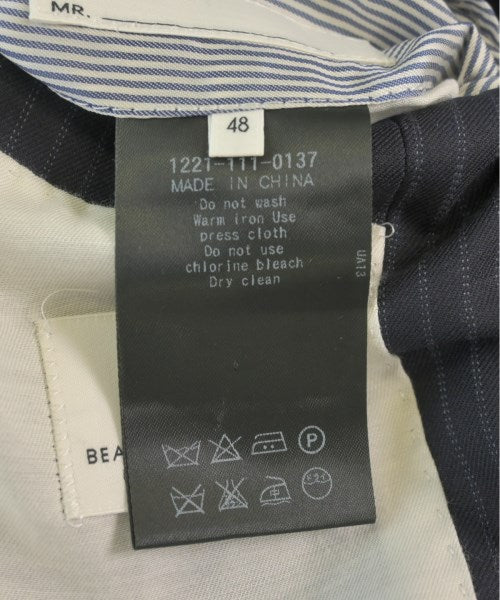 MR.
48
1221-111-0137
MADE IN CHINA
Do not wash
Warm iron Use
press cloth
Do not use
chlorine bleach
Dry clean
UA13
BEA
P